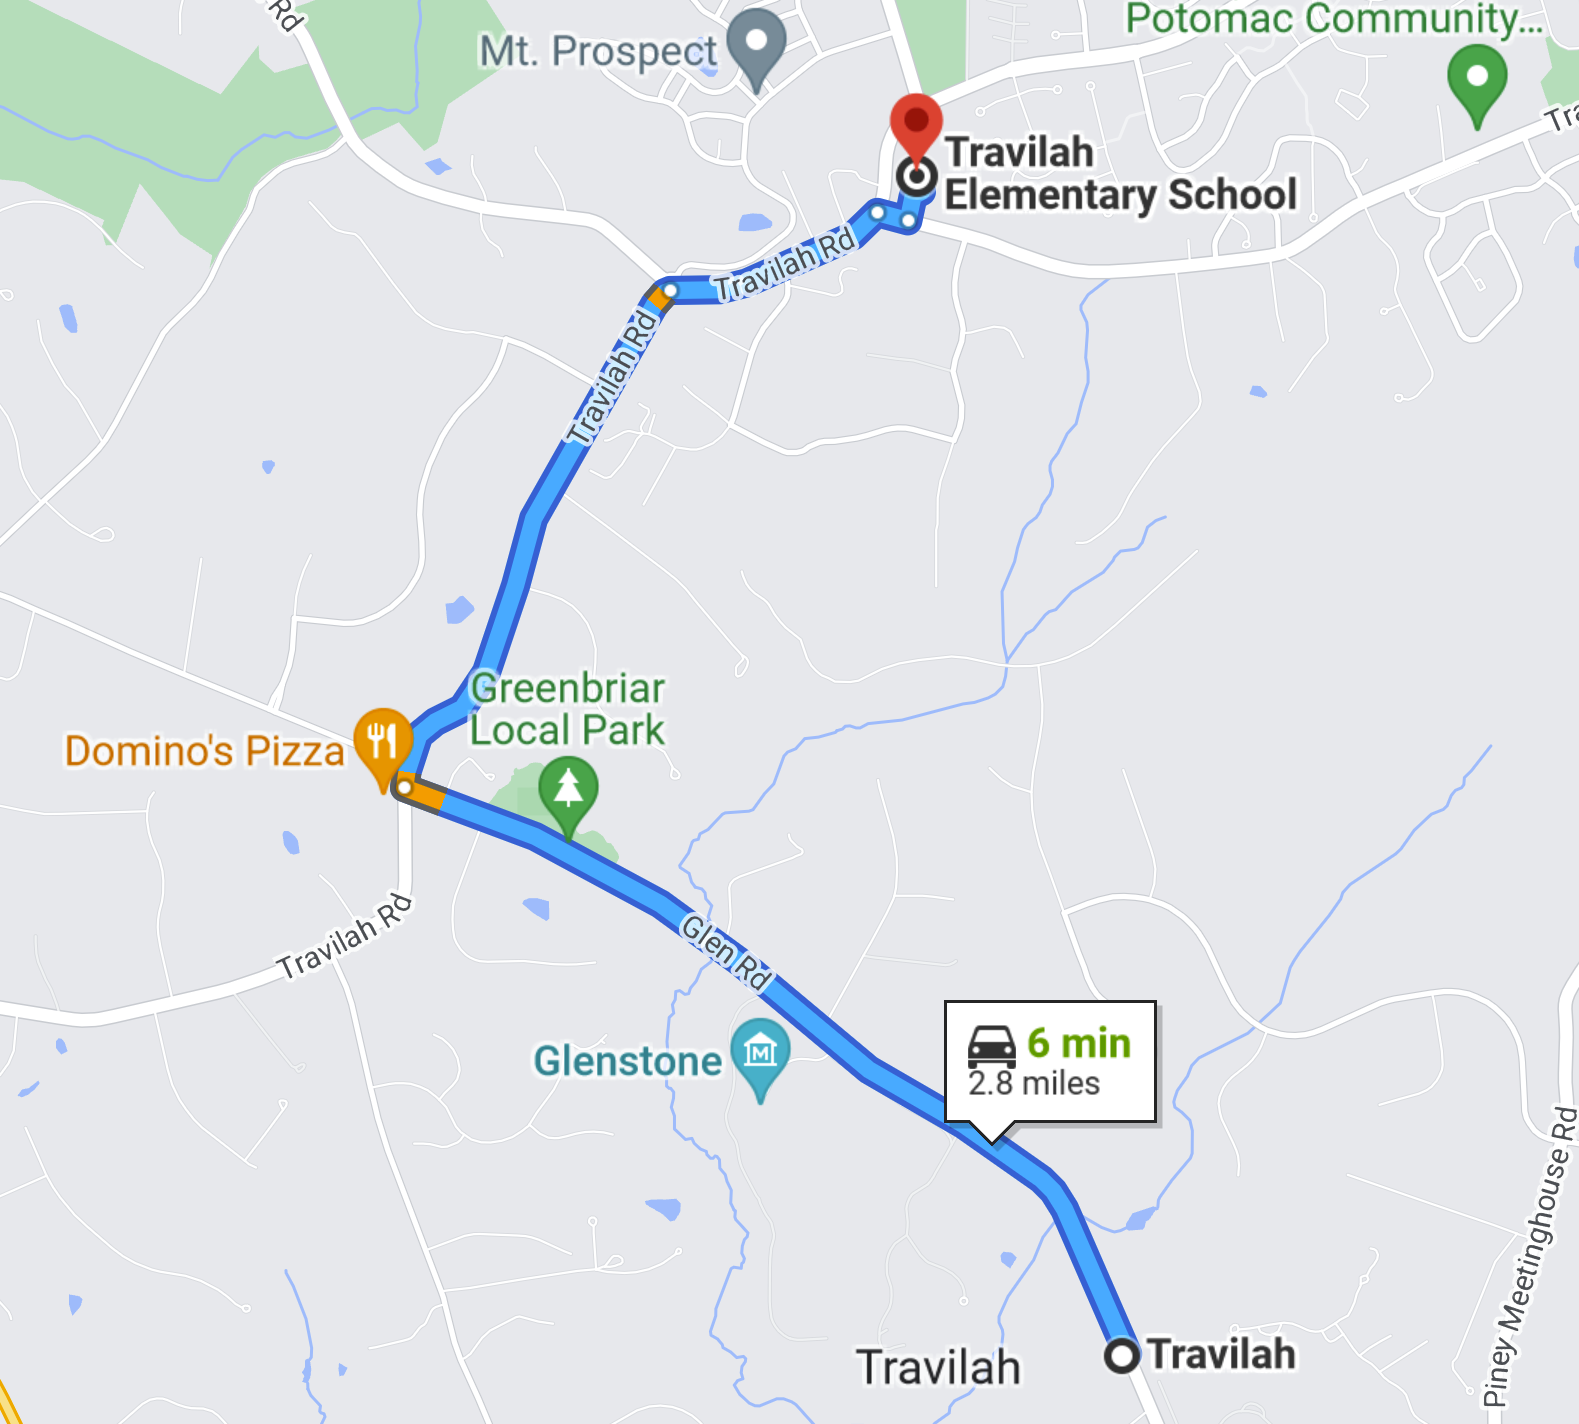 Rd
Potomac Community...
Mt. Prospect
Tra
Travilah
Elementary School
Travilah Rd
Travilah Rd
Greenbriar
Local Park
Domino's Pizza
Travilah Rd
Glen Rd
6 min
2.8 miles
Glenstone
Piney Meetinghouse Rd
Travilah
Travilah